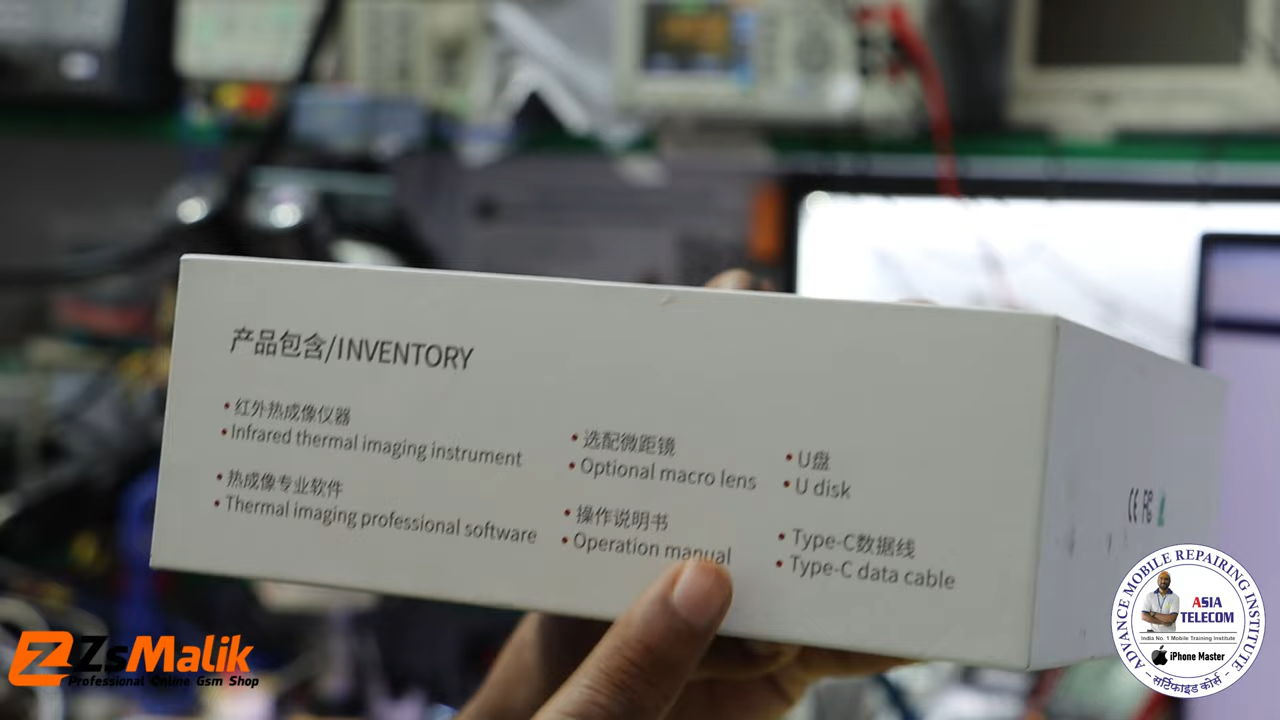 产品包含/INVENTORY
• 红外热成像仪器
• Infrared thermal imaging instrument
• 热成像专业软件
• Thermal imaging professional software
• 选配微距镜
• Optional macro lens
• 操作说明书
• Operation manual
• U盘
• U disk
• Type-C数据线
• Type-C data cable
CE FC
ZsMalik
Professional Online Gsm Shop
ADVANCE MOBILE REPAIRING INSTITUTE
ASIA
TELECOM
India No. 1 Mobile Training Institute
iPhone Master
सर्टिफाइड कोर्स